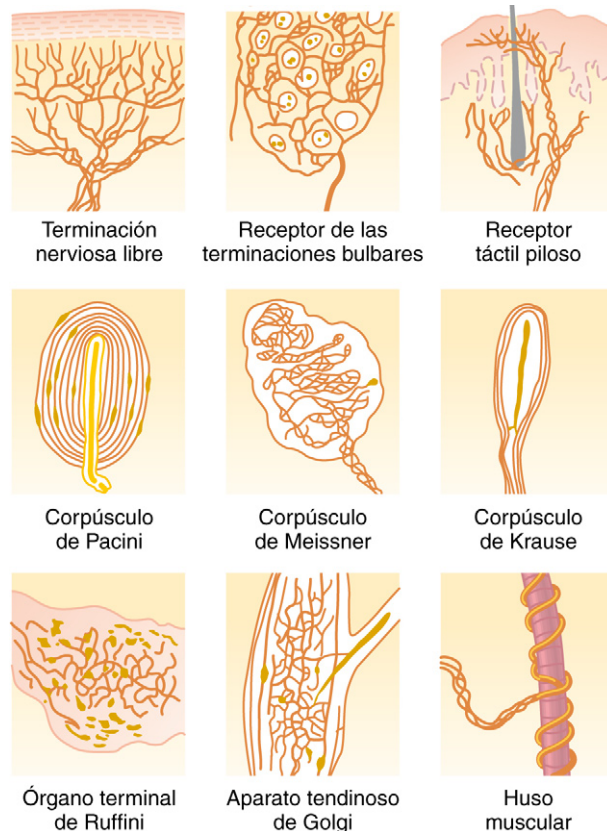 Terminación
nerviosa libre
Receptor de las
terminaciones bulbares
Receptor
táctil piloso
Corpúsculo
de Pacini
Corpúsculo
de Meissner
Corpúsculo
de Krause
Órgano terminal
de Ruffini
Aparato tendinoso
de Golgi
Huso
muscular